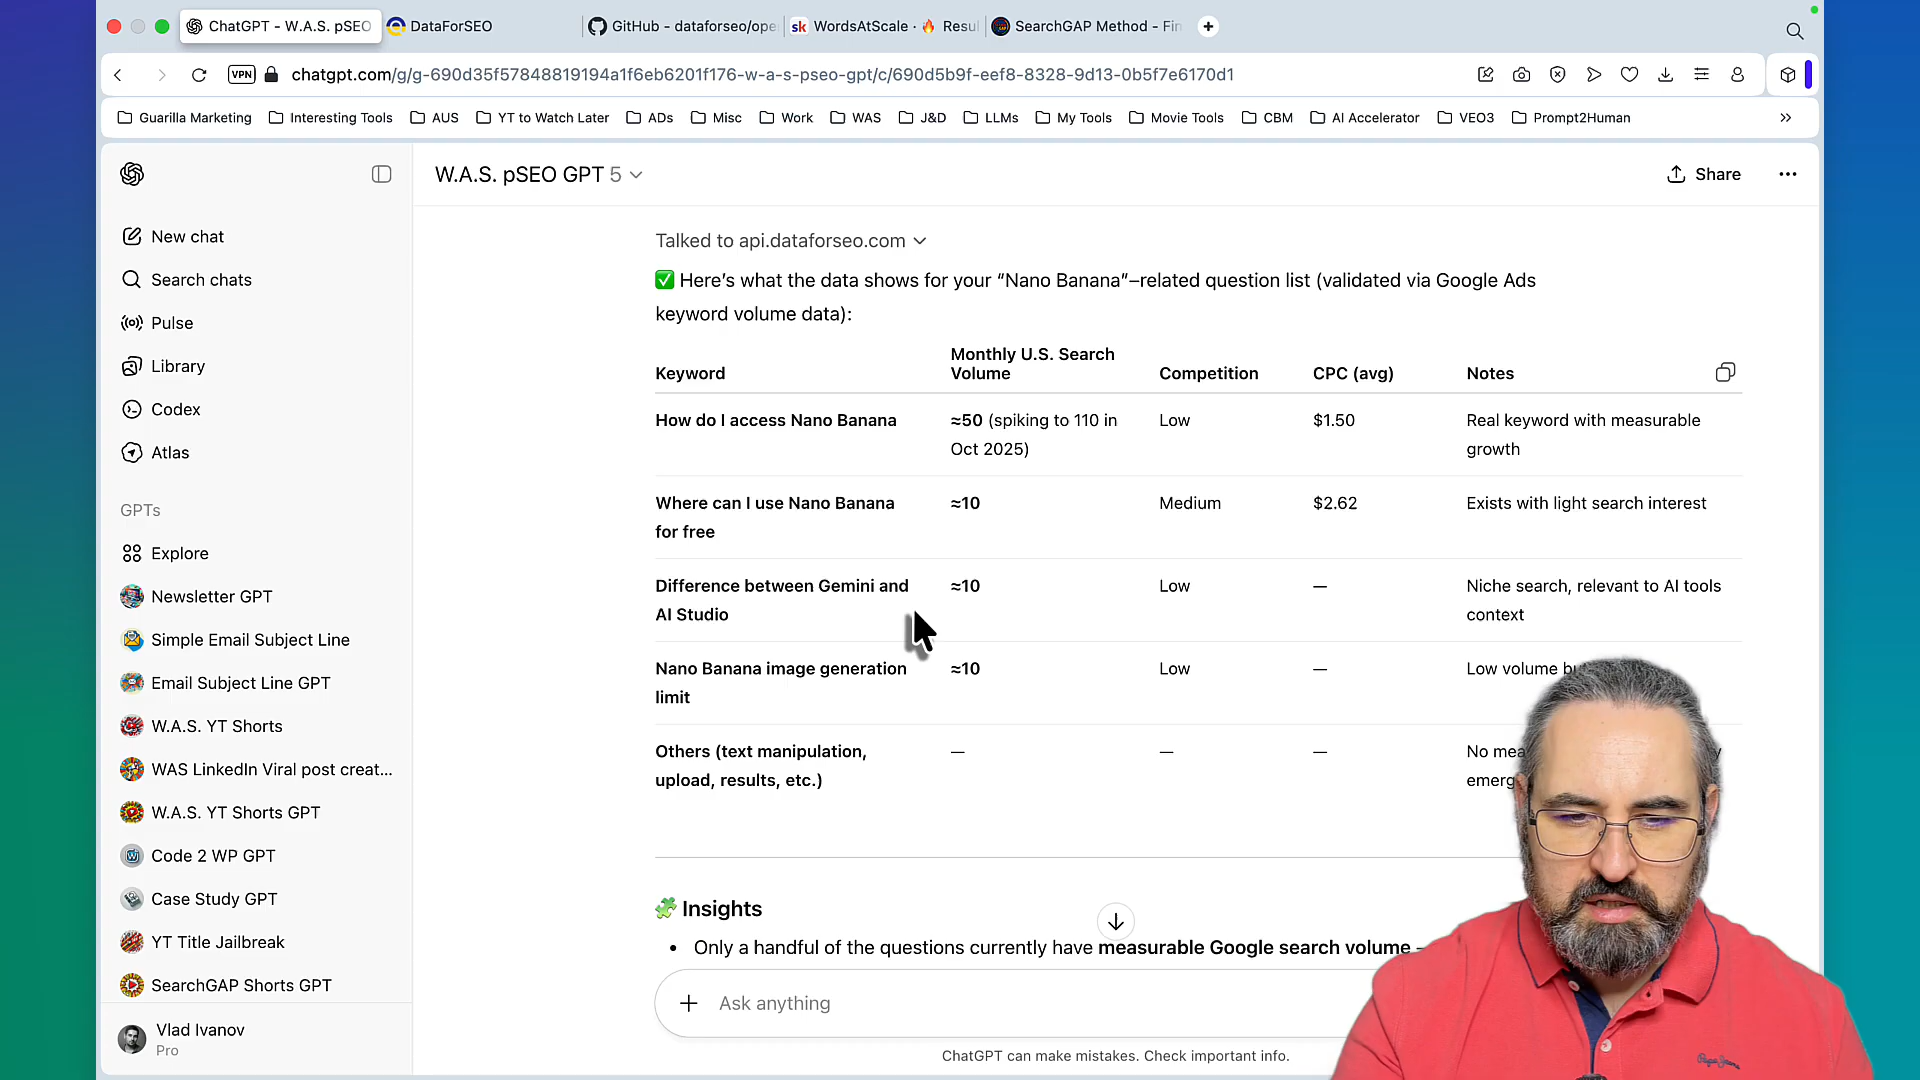 ChatGPT - W.A.S. pSEO
DataForSEO
GitHub - dataforseo/ope
sk WordsAtScale · 🔥 Resu
SearchGAP Method - Fin
VPN chatgpt.com/g/g-690d35f57848819194a1f6eb6201f176-w-a-s-pseo-gpt/c/690d5b9f-eef8-8328-9d13-0b5f7e6170d1
Guarilla Marketing Interesting Tools AUS YT to Watch Later ADs Misc Work WAS J&D LLMs My Tools Movie Tools CBM AI Accelerator VEO3 Prompt2Human »
New chat
Search chats
Pulse
Library
Codex
Atlas
GPTs
Explore
Newsletter GPT
Simple Email Subject Line
Email Subject Line GPT
W.A.S. YT Shorts
WAS LinkedIn Viral post creat...
W.A.S. YT Shorts GPT
Code 2 WP GPT
Case Study GPT
YT Title Jailbreak
SearchGAP Shorts GPT
Vlad Ivanov
Pro
W.A.S. pSEO GPT 5
Share
Talked to api.dataforseo.com
✅ Here's what the data shows for your “Nano Banana”–related question list (validated via Google Ads
keyword volume data):
Keyword Monthly U.S. Search Volume Competition CPC (avg) Notes
How do I access Nano Banana ≈50 (spiking to 110 in Oct 2025) Low $1.50 Real keyword with measurable growth
Where can I use Nano Banana for free ≈10 Medium $2.62 Exists with light search interest
Difference between Gemini and AI Studio ≈10 Low — Niche search, relevant to AI tools context
Nano Banana image generation limit ≈10 Low — Low volume
Others (text manipulation, upload, results, etc.) — — — No
🧩 Insights
• Only a handful of the questions currently have measurable Google search volume –
Ask anything
ChatGPT can make mistakes. Check important info.
Pepe Jeans